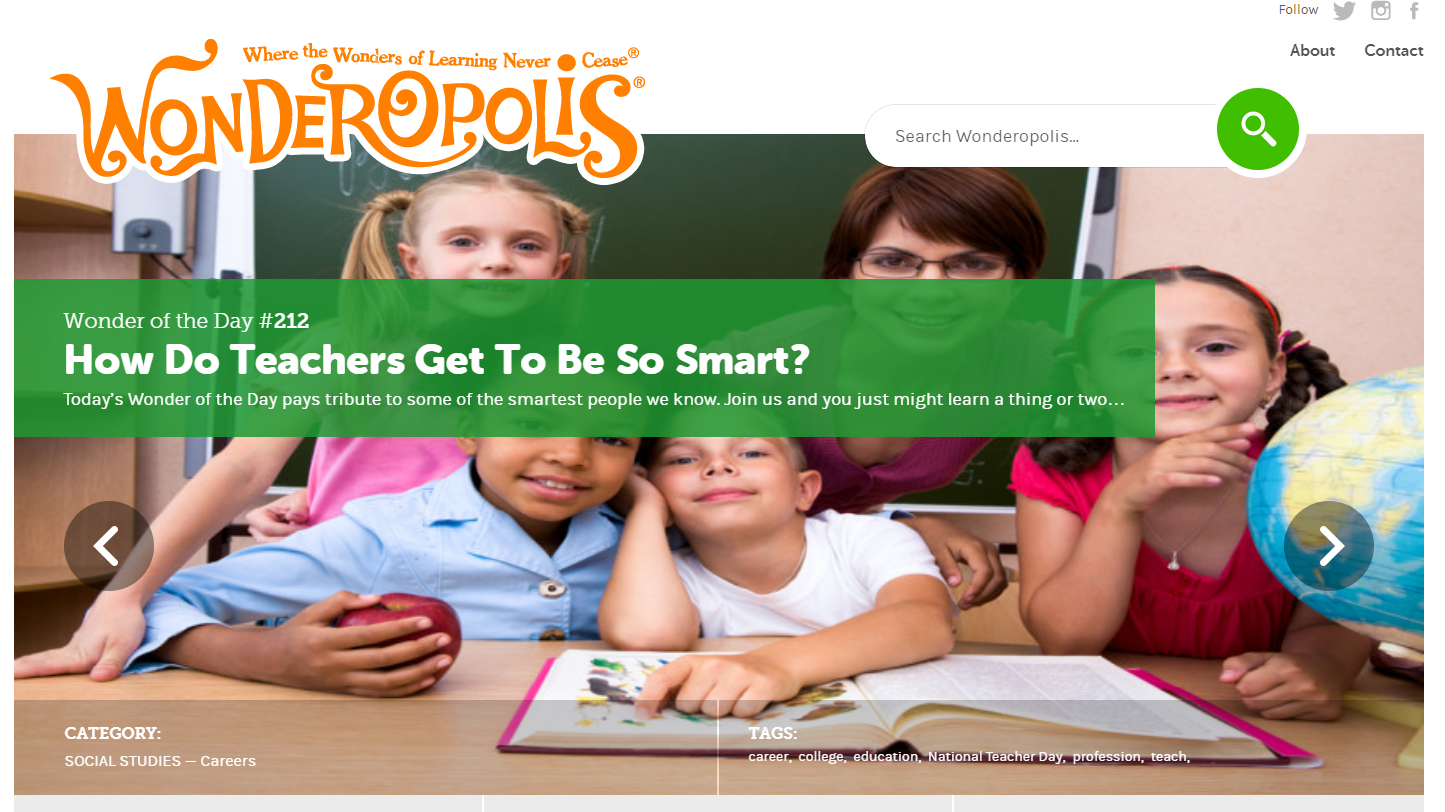 Follow
About Contact
Where the Wonders of Learning Never Cease®
WONDEROPOLIS®
Search Wonderopolis...
Wonder of the Day #212
How Do Teachers Get To Be So Smart?
Today's Wonder of the Day pays tribute to some of the smartest people we know. Join us and you just might learn a thing or two…
CATEGORY:
SOCIAL STUDIES — Careers
TAGS:
career, college, education, National Teacher Day, profession, teach,